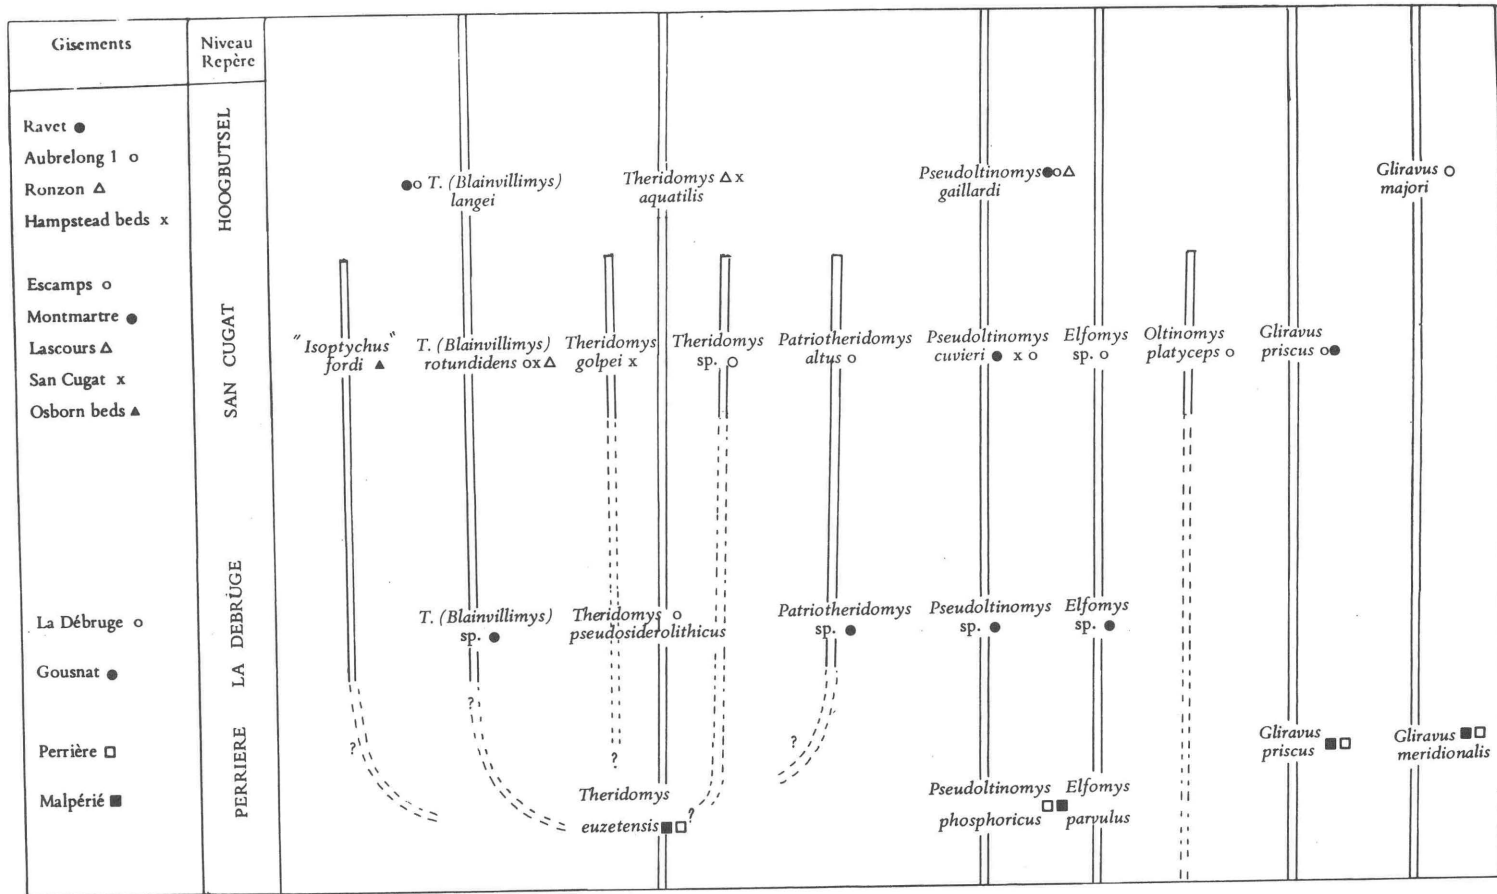 Gisements
Niveau
Repère
Ravet ●
Aubrelong 1 o
Ronzon △
Hampstead beds x
HOOGBUTSEL
●o T. (Blainvillimys)
langei
Theridomys △ x
aquatilis
Pseudoltinomys ●o△
gaillardi
Gliravus o
majori
Escamps o
Montmartre ●
Lascours △
San Cugat x
Osborn beds ▲
SAN CUGAT
"Isoptychus"
fordi ▲
T. (Blainvillimys)
rotundidens ox△
Theridomys
golpei x
Theridomys
sp. o
Patriotheridomys
altus o
Pseudoltinomys
cuvieri ● x o
Elfomys
sp. o
Oltinomys
platyceps o
Gliravus
priscus o●
La Débruge o
Gousnat ●
LA DEBRUGE
T. (Blainvillimys)
sp. ●
Theridomys o
pseudosiderolithicus
Patriotheridomys
sp. ●
Pseudoltinomys
sp. ●
Elfomys
sp. ●
Perrière □
Malpérié ■
PERRIERE
?
?
?
?
?
Theridomys
euzetensis ■□
Pseudoltinomys
phosphoricus □■
Elfomys
parvulus
Gliravus
priscus ■□
Gliravus ■□
meridionalis